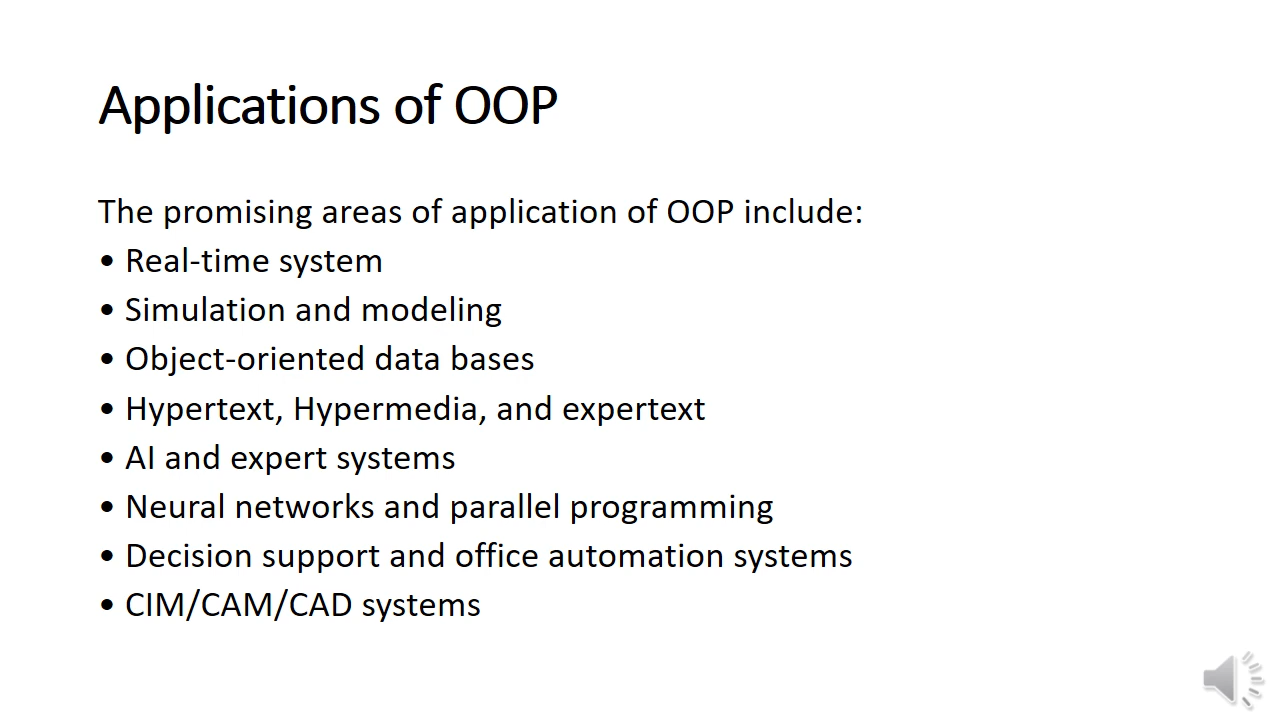 Applications of OOP
The promising areas of application of OOP include:
• Real-time system
• Simulation and modeling
• Object-oriented data bases
• Hypertext, Hypermedia, and expertext
• AI and expert systems
• Neural networks and parallel programming
• Decision support and office automation systems
• CIM/CAM/CAD systems